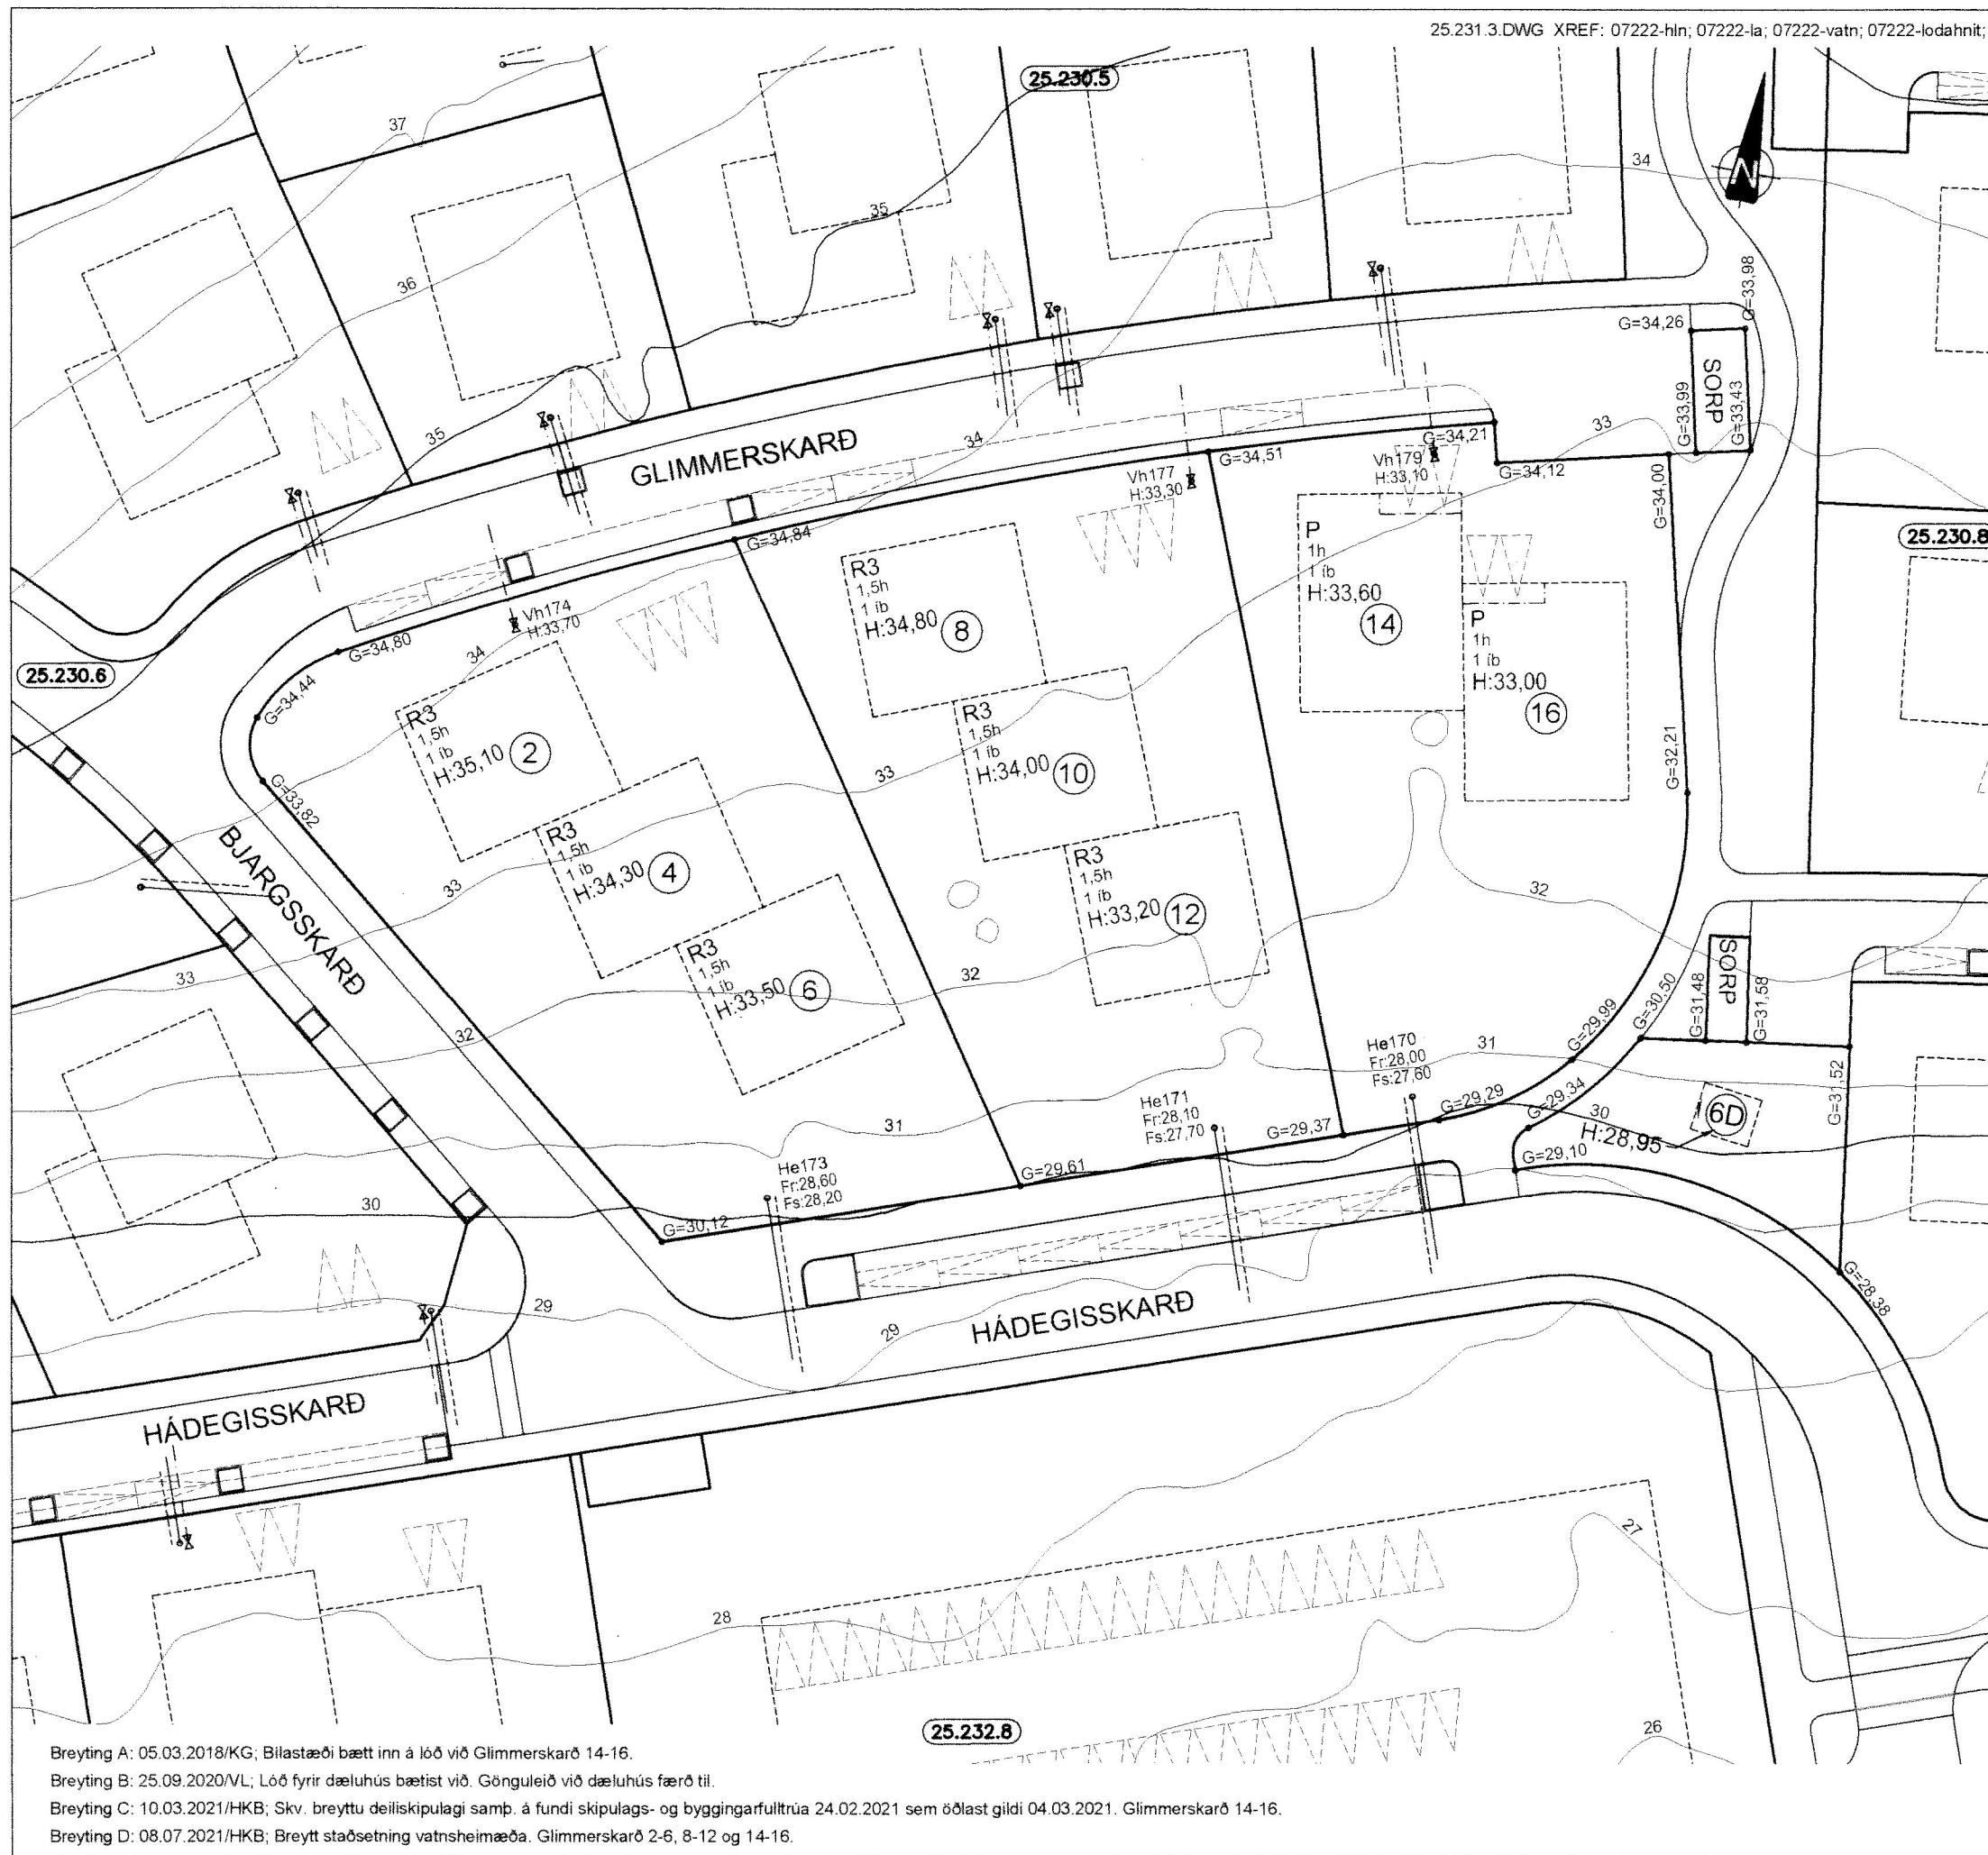 25.231.3.DWG XREF: 07222-hln; 07222-la; 07222-vatn; 07222-lodahnit;
25.230.5
37
34
35
36
G=33,98
G=34,26
SORP
G=33,99
G=33,43
35
GLIMMERSKARÐ
34
33
G=34,21
G=34,51
Vh177
H:33,30
Vh179
H:33,10
G=34,12
G=34,00
25.230.8
G=34,84
P
1h
1 íb
H:33,60
14
R3
1,5h
1 íb
H:34,80
8
Vh174
H:33,70
G=34,80
34
P
1h
1 íb
H:33,00
16
25.230.6
G=34,44
R3
1,5h
1 íb
H:35,10
2
R3
1,5h
1 íb
H:34,00
10
33
G=32,21
G=33,82
BJARGSSKARÐ
R3
1,5h
1 íb
H:34,30
4
33
R3
1,5h
1 íb
H:33,20
12
32
R3
1,5h
1 íb
H:33,50
6
32
33
32
SORP
G=31,48
G=31,58
G=30,50
G=29,99
He170
Fr:28,00
Fs:27,60
31
G=31,52
He171
Fr:28,10
Fs:27,70
G=29,29
G=29,34
30
6D
H:28,95
31
G=29,37
G=29,10
He173
Fr:28,60
Fs:28,20
G=29,61
30
G=30,12
G=28,38
29
29
HÁDEGISSKARÐ
HÁDEGISSKARÐ
27
28
25.232.8
26
Breyting A: 05.03.2018/KG; Bílastæði bætt inn á lóð við Glimmerskarð 14-16.
Breyting B: 25.09.2020/VL; Lóð fyrir dæluhús bætist við. Gönguleið við dæluhús færð til.
Breyting C: 10.03.2021/HKB; Skv. breyttu deiliskipulagi samþ. á fundi skipulags- og byggingarfulltrúa 24.02.2021 sem öðlast gildi 04.03.2021. Glimmerskarð 14-16.
Breyting D: 08.07.2021/HKB; Breytt staðsetning vatnsheimæða. Glimmerskarð 2-6, 8-12 og 14-16.